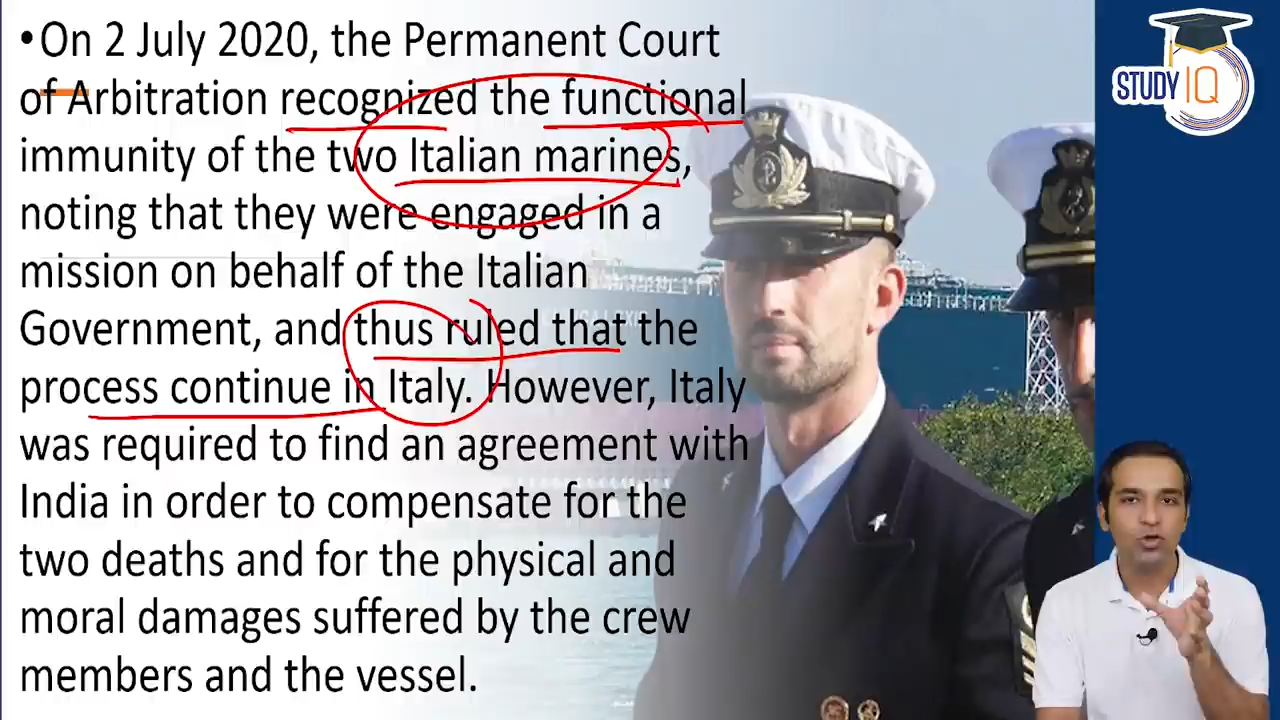 •On 2 July 2020, the Permanent Court
of Arbitration recognized the functional
immunity of the two Italian marines,
noting that they were engaged in a
mission on behalf of the Italian
Government, and thus ruled that the
process continue in Italy. However, Italy
was required to find an agreement with
India in order to compensate for the
two deaths and for the physical and
moral damages suffered by the crew
members and the vessel.
STUDY IQ